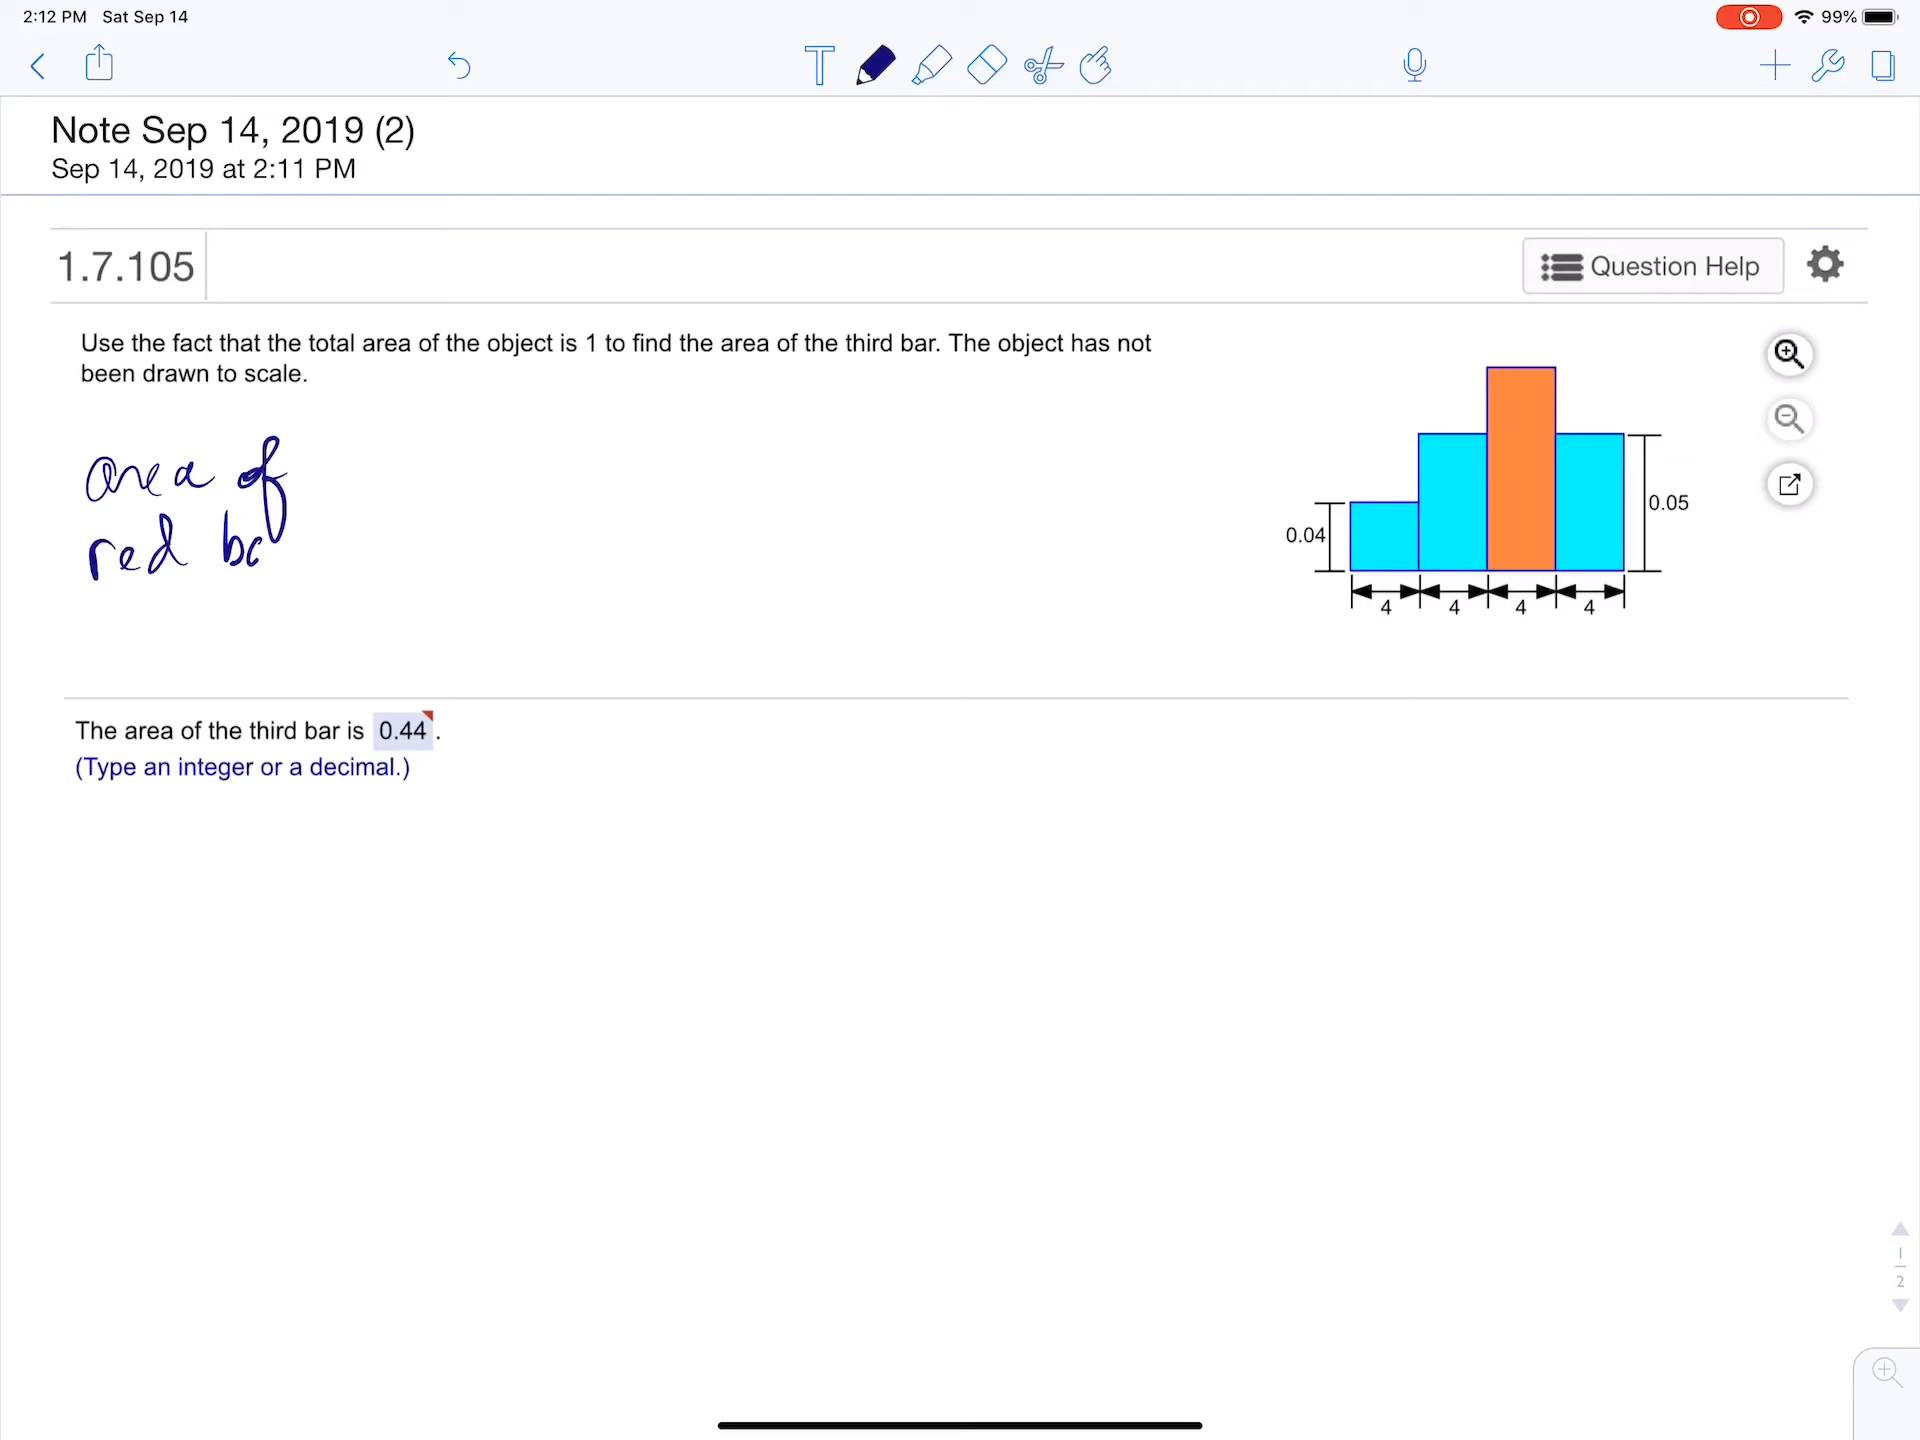 2:12 PM Sat Sep 14
99%
Note Sep 14, 2019 (2)
Sep 14, 2019 at 2:11 PM
1.7.105
Question Help
Use the fact that the total area of the object is 1 to find the area of the third bar. The object has not
been drawn to scale.
area of
red ba
0.04
0.05
4 4 4 4
The area of the third bar is 0.44.
(Type an integer or a decimal.)
1
2